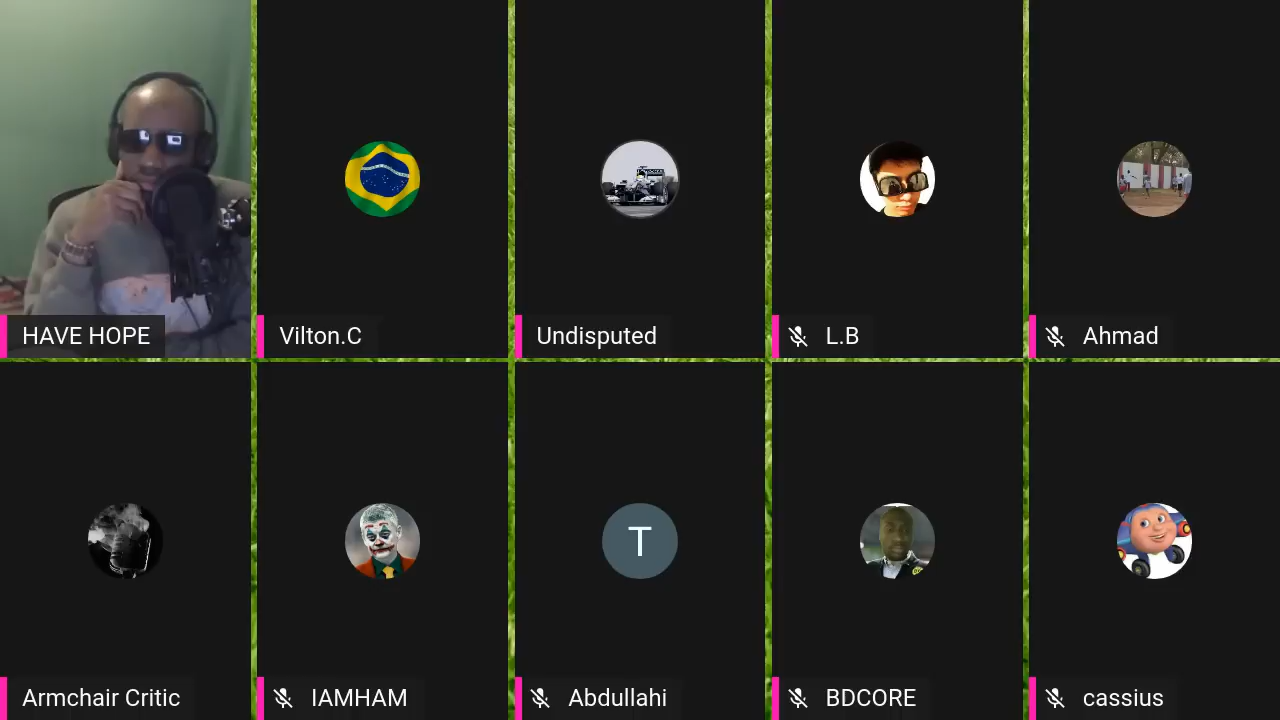 HAVE HOPE
Vilton.C
Undisputed
L.B
Ahmad
T
Armchair Critic
IAMHAM
Abdullahi
BDCORE
cassius